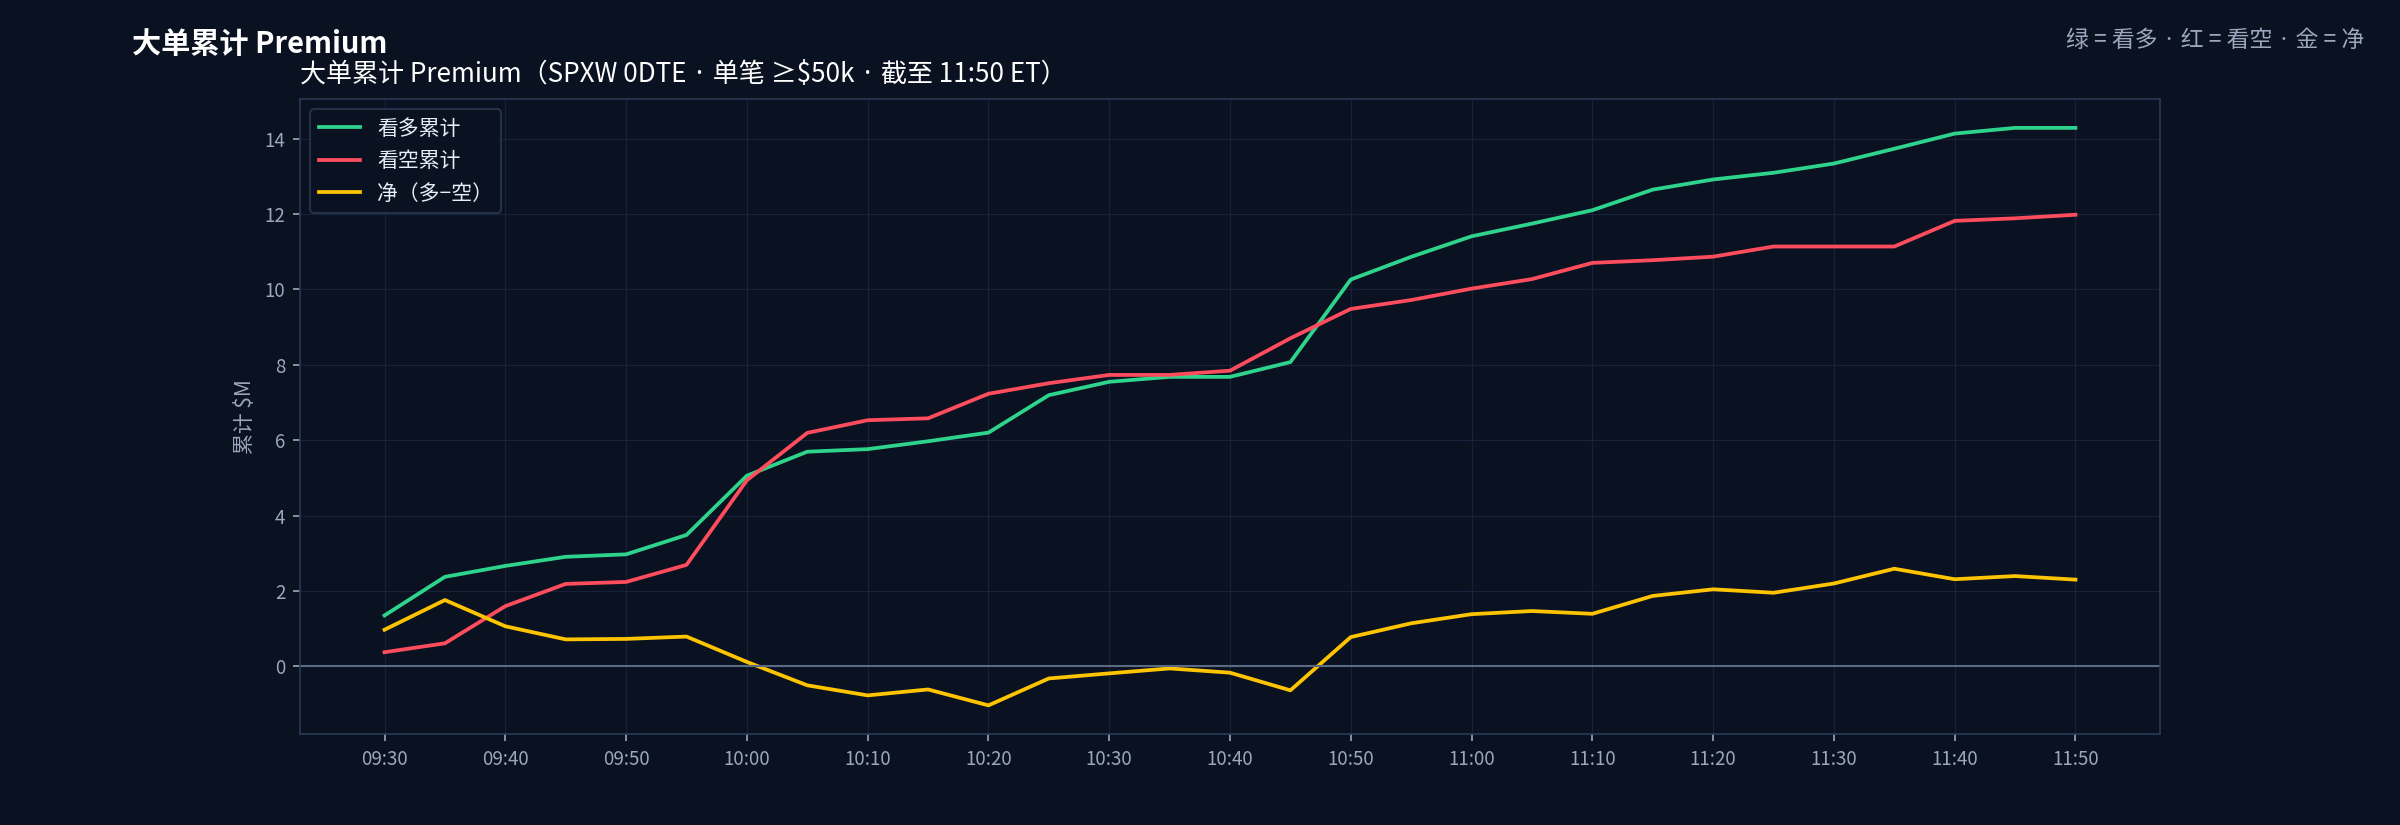 大单累计 Premium
绿 = 看多 · 红 = 看空 · 金 = 净
大单累计 Premium（SPXW 0DTE · 单笔 ≥$50k · 截至 11:50 ET）
看多累计
看空累计
净（多−空）
累计 $M
14
12
10
8
6
4
2
0
09:30 09:40 09:50 10:00 10:10 10:20 10:30 10:40 10:50 11:00 11:10 11:20 11:30 11:40 11:50